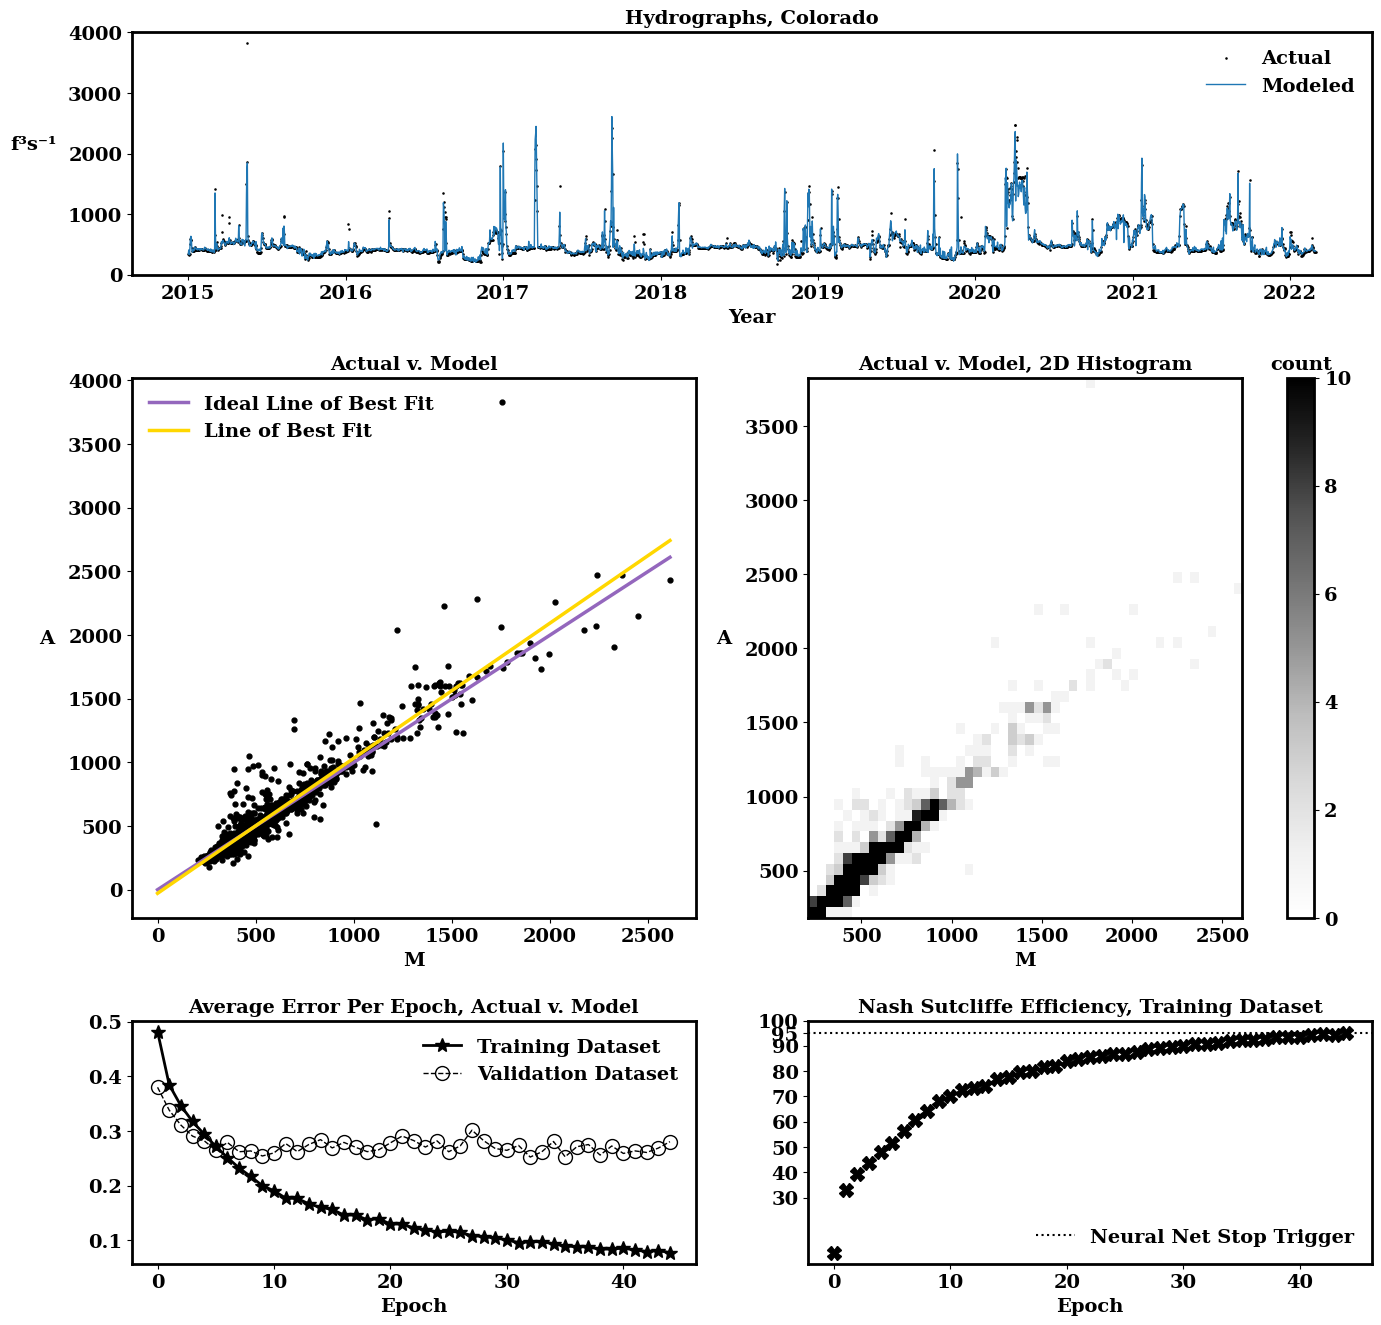 Hydrographs, Colorado
4000
3000
f³s⁻¹
2000
1000
0
Actual
Modeled
2015 2016 2017 2018 2019 2020 2021 2022
Year
Actual v. Model
4000
3500
3000
2500
2000
A
1500
1000
500
0
Ideal Line of Best Fit
Line of Best Fit
0 500 1000 1500 2000 2500
M
Actual v. Model, 2D Histogram
3500
3000
2500
2000
A
1500
1000
500
500 1000 1500 2000 2500
M
count
10
8
6
4
2
0
Average Error Per Epoch, Actual v. Model
0.5
0.4
0.3
0.2
0.1
Training Dataset
Validation Dataset
0 10 20 30 40
Epoch
Nash Sutcliffe Efficiency, Training Dataset
100
95
90
80
70
60
50
40
30
Neural Net Stop Trigger
0 10 20 30 40
Epoch